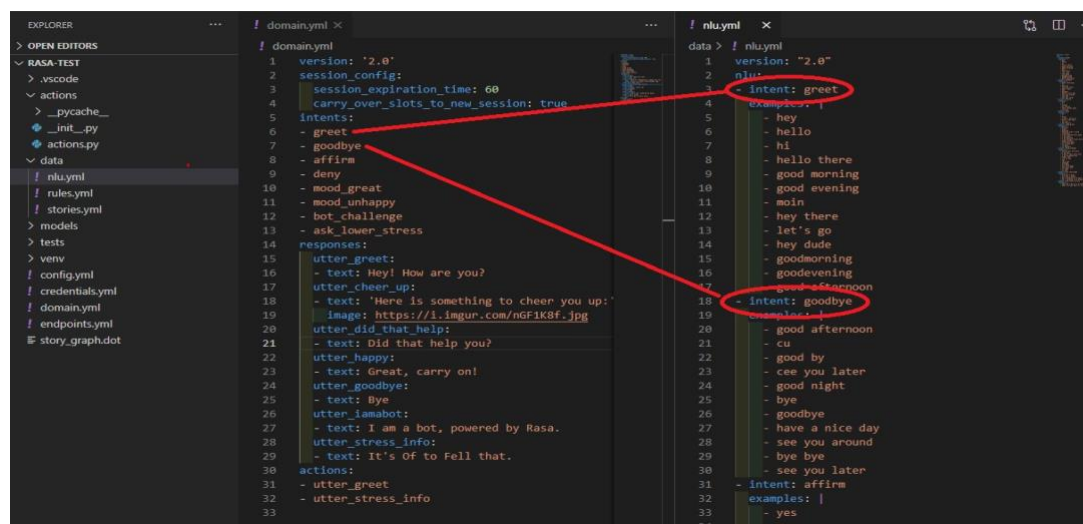 EXPLORER
OPEN EDITORS
RASA-TEST
.vscode
actions
__pycache__
__init__.py
actions.py
data
nlu.yml
rules.yml
stories.yml
models
tests
venv
config.yml
credentials.yml
domain.yml
endpoints.yml
story_graph.dot
domain.yml
domain.yml
1 version: '2.0'
2 session_config:
3 session_expiration_time: 60
4 carry_over_slots_to_new_session: true
5 intents:
6 - greet
7 - goodbye
8 - affirm
9 - deny
10 - mood_great
11 - mood_unhappy
12 - bot_challenge
13 - ask_lower_stress
14 responses:
15 utter_greet:
16 - text: Hey! How are you?
17 utter_cheer_up:
18 - text: 'Here is something to cheer you up:'
19 image: https://i.imgur.com/nGF1K8f.jpg
20 utter_did_that_help:
21 - text: Did that help you?
22 utter_happy:
23 - text: Great, carry on!
24 utter_goodbye:
25 - text: Bye
26 utter_iamabot:
27 - text: I am a bot, powered by Rasa.
28 utter_stress_info:
29 - text: It's Of to Fell that.
30 actions:
31 - utter_greet
32 - utter_stress_info
33
nlu.yml
data > nlu.yml
1 version: "2.0"
2 nlu:
3 - intent: greet
4 examples: |
5 - hey
6 - hello
7 - hi
8 - hello there
9 - good morning
10 - good evening
11 - moin
12 - hey there
13 - let's go
14 - hey dude
15 - goodmorning
16 - goodevening
17 - good afternoon
18 - intent: goodbye
19 examples: |
20 - good afternoon
21 - cu
22 - good by
23 - cee you later
24 - good night
25 - bye
26 - goodbye
27 - have a nice day
28 - see you around
29 - bye bye
30 - see you later
31 - intent: affirm
32 examples: |
33 - yes